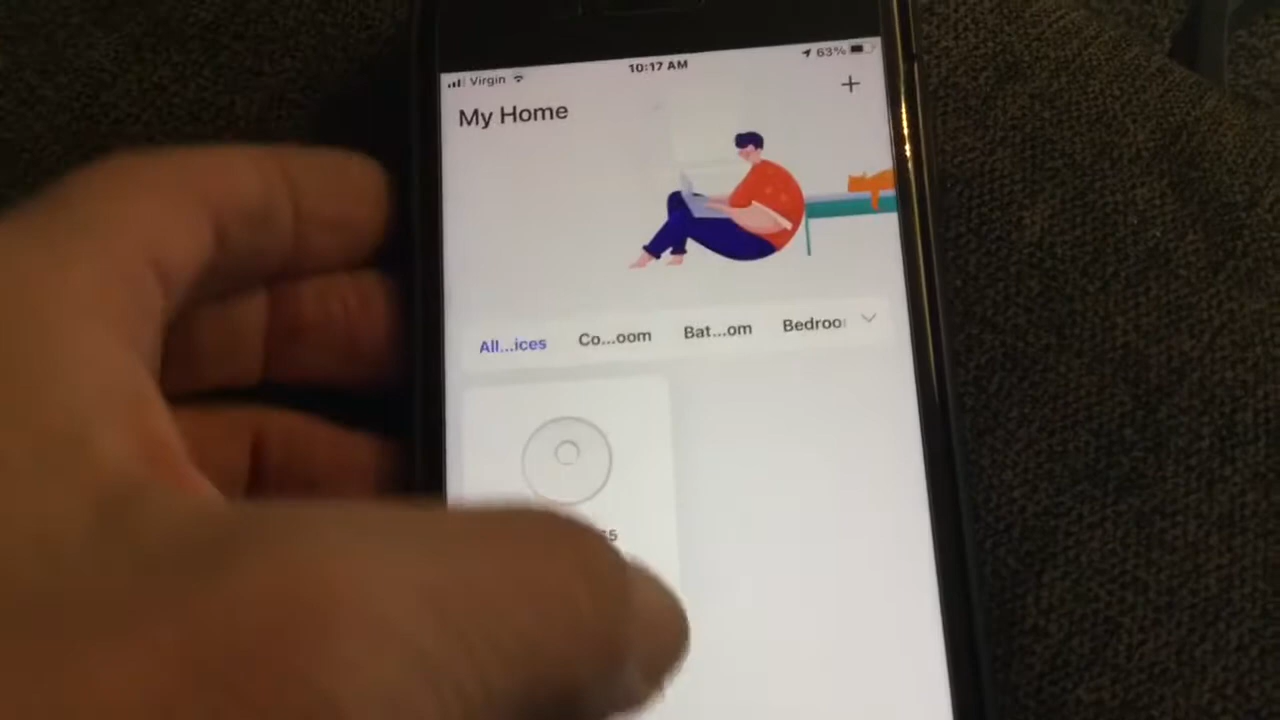 Virgin
10:17 AM
63%
My Home
+
All...ices
Co...oom
Bat...om
Bedroo